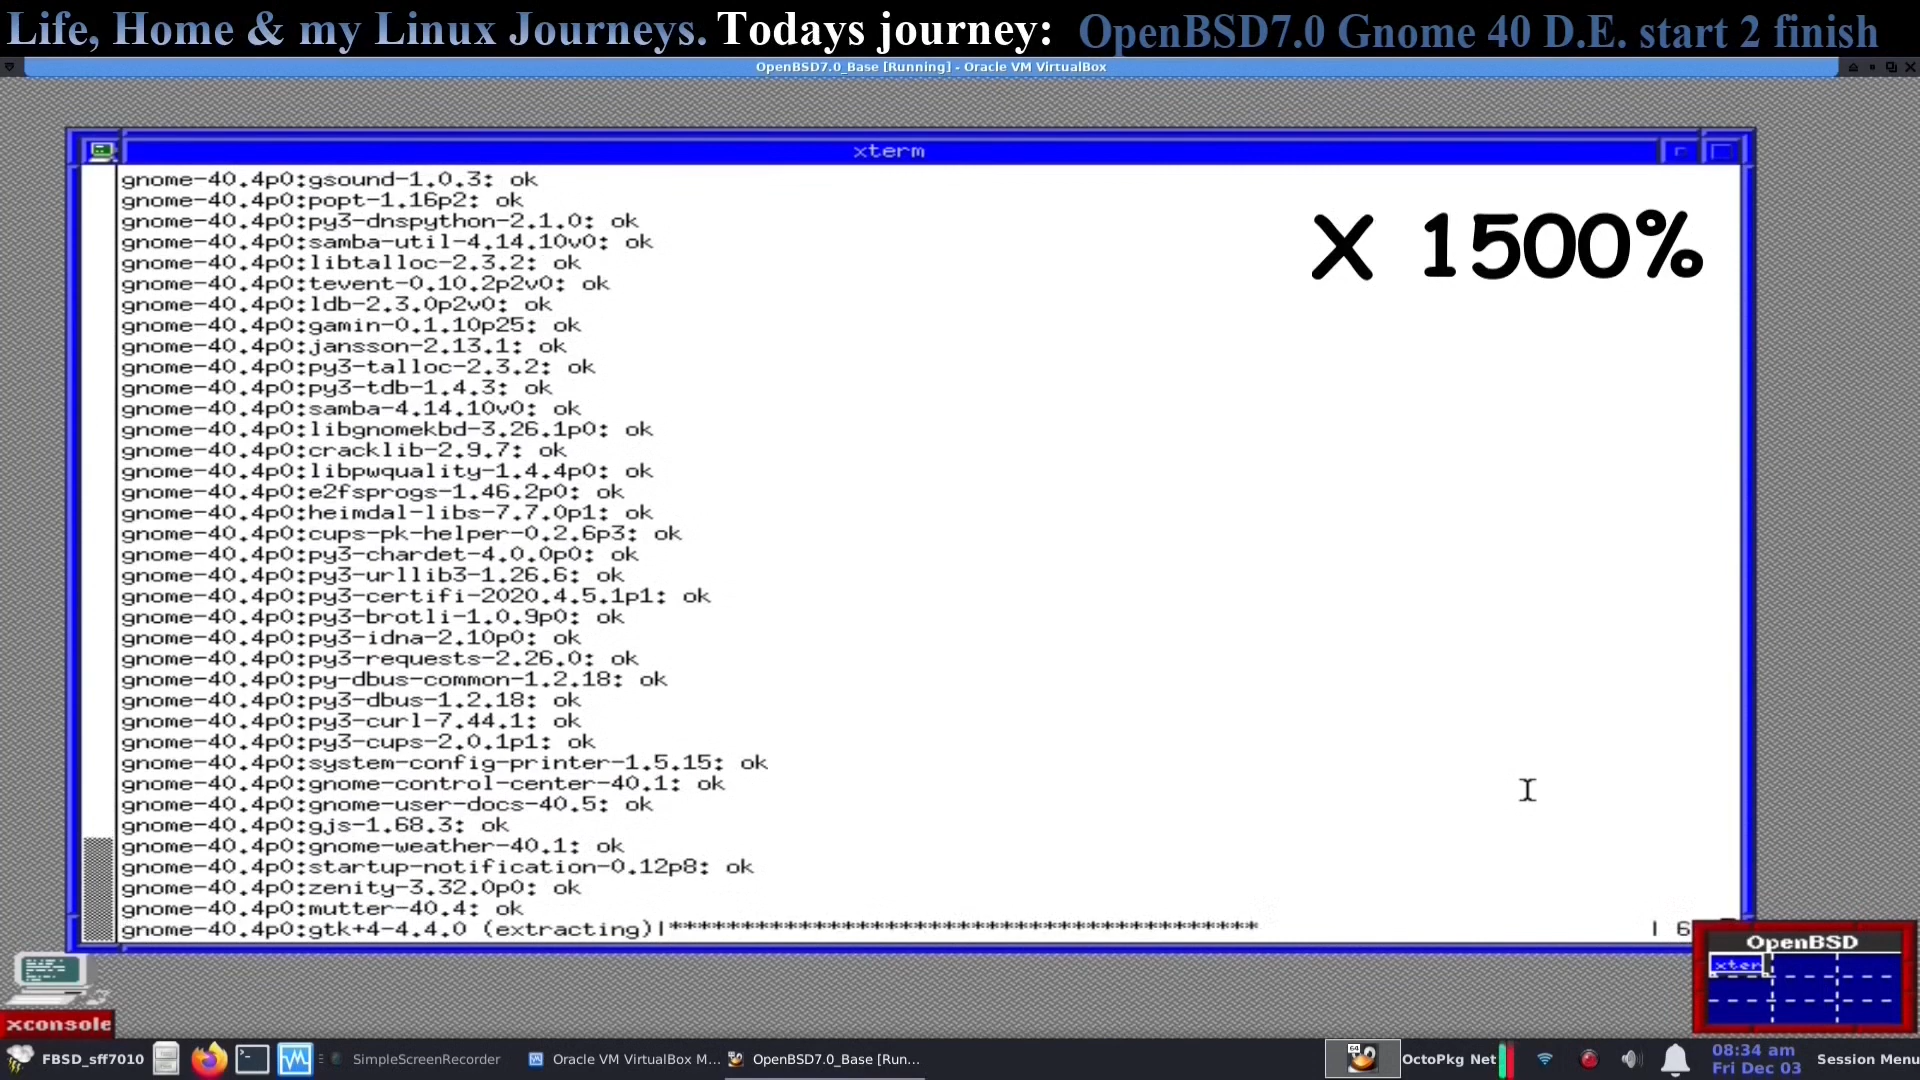 Life, Home & my Linux Journeys. Todays journey: OpenBSD7.0 Gnome 40 D.E. start 2 finish
OpenBSD7.0_Base [Running] - Oracle VM VirtualBox
xterm
gnome-40.4p0:gsound-1.0.3: ok
gnome-40.4p0:popt-1.16p2: ok
gnome-40.4p0:py3-dnspython-2.1.0: ok
gnome-40.4p0:samba-util-4.14.10v0: ok
gnome-40.4p0:libtalloc-2.3.2: ok
gnome-40.4p0:tevent-0.10.2p2v0: ok
gnome-40.4p0:ldb-2.3.0p2v0: ok
gnome-40.4p0:gamin-0.1.10p25: ok
gnome-40.4p0:jansson-2.13.1: ok
gnome-40.4p0:py3-talloc-2.3.2: ok
gnome-40.4p0:py3-tdb-1.4.3: ok
gnome-40.4p0:samba-4.14.10v0: ok
gnome-40.4p0:libgnomekbd-3.26.1p0: ok
gnome-40.4p0:cracklib-2.9.7: ok
gnome-40.4p0:libpwquality-1.4.4p0: ok
gnome-40.4p0:e2fsprogs-1.46.2p0: ok
gnome-40.4p0:heimdal-libs-7.7.0p1: ok
gnome-40.4p0:cups-pk-helper-0.2.6p3: ok
gnome-40.4p0:py3-chardet-4.0.0p0: ok
gnome-40.4p0:py3-urllib3-1.26.6: ok
gnome-40.4p0:py3-certifi-2020.4.5.1p1: ok
gnome-40.4p0:py3-brotli-1.0.9p0: ok
gnome-40.4p0:py3-idna-2.10p0: ok
gnome-40.4p0:py3-requests-2.26.0: ok
gnome-40.4p0:py-dbus-common-1.2.18: ok
gnome-40.4p0:py3-dbus-1.2.18: ok
gnome-40.4p0:py3-curl-7.44.1: ok
gnome-40.4p0:py3-cups-2.0.1p1: ok
gnome-40.4p0:system-config-printer-1.5.15: ok
gnome-40.4p0:gnome-control-center-40.1: ok
gnome-40.4p0:gnome-user-docs-40.5: ok
gnome-40.4p0:gjs-1.68.3: ok
gnome-40.4p0:gnome-weather-40.1: ok
gnome-40.4p0:startup-notification-0.12p8: ok
gnome-40.4p0:zenity-3.32.0p0: ok
gnome-40.4p0:mutter-40.4: ok
gnome-40.4p0:gtk+4-4.4.0 (extracting)|***************************************** | 6
X 1500%
OpenBSD
xter
xconsole
FBSD_sff7010 SimpleScreenRecorder Oracle VM VirtualBox M... OpenBSD7.0_Base [Run... OctoPkg Net 08:34 am Session Menu
Fri Dec 03